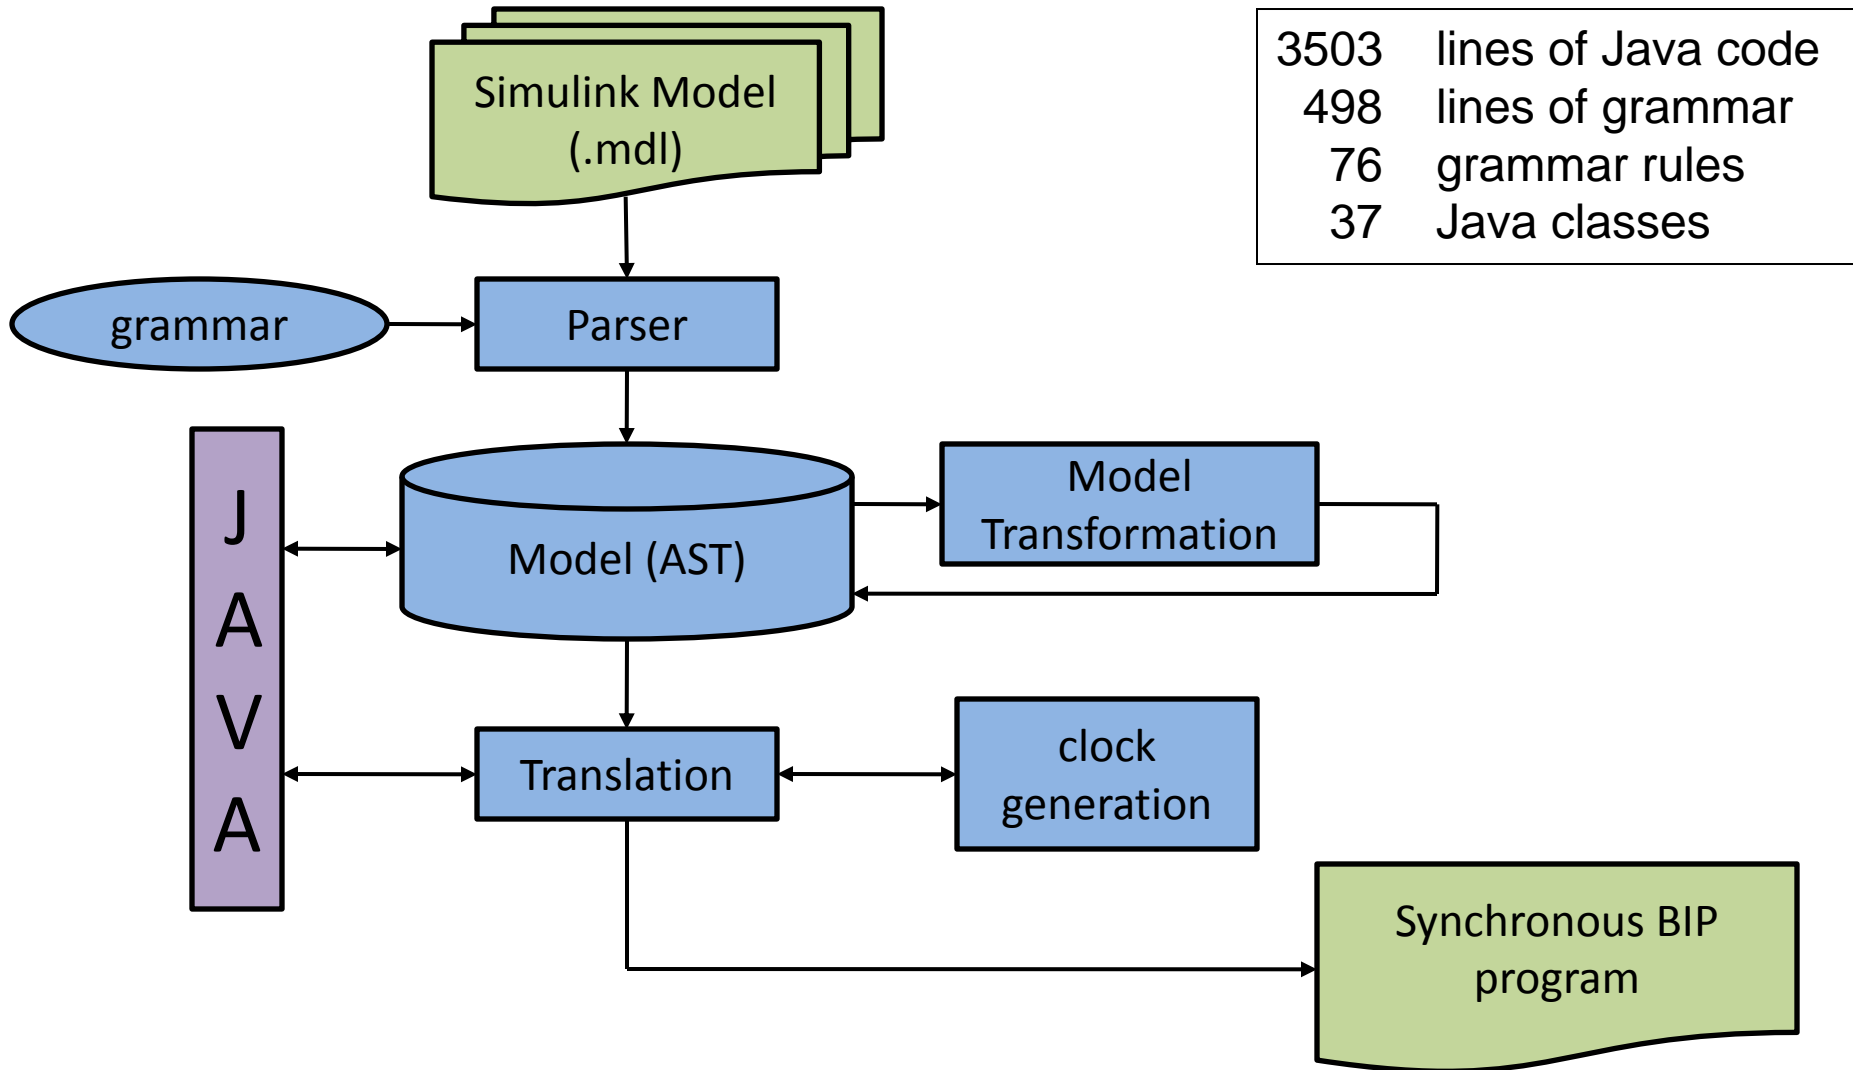 Simulink Model
(.mdl)
3503 lines of Java code
498 lines of grammar
76 grammar rules
37 Java classes
grammar
Parser
J
A
V
A
Model (AST)
Model
Transformation
Translation
clock
generation
Synchronous BIP
program